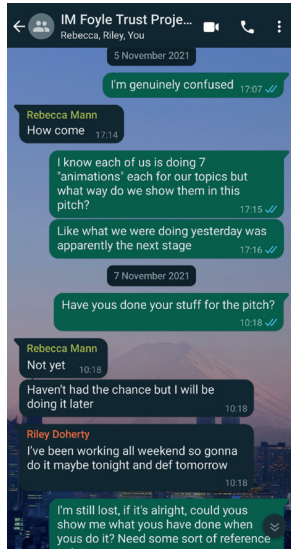 IM Foyle Trust Proje...
Rebecca, Riley, You
5 November 2021
I'm genuinely confused 17:07
Rebecca Mann
How come 17:14
I know each of us is doing 7
"animations" each for our topics but
what way do we show them in this
pitch?
17:15
Like what we were doing yesterday was
apparently the next stage 17:16
7 November 2021
Have yous done your stuff for the pitch?
10:18
Rebecca Mann
Not yet 10:18
Haven't had the chance but I will be
doing it later 10:18
Riley Doherty
I've been working all weekend so gonna
do it maybe tonight and def tomorrow
10:18
I'm still lost, if it's alright, could yous
show me what yous have done when
yous do it? Need some sort of reference